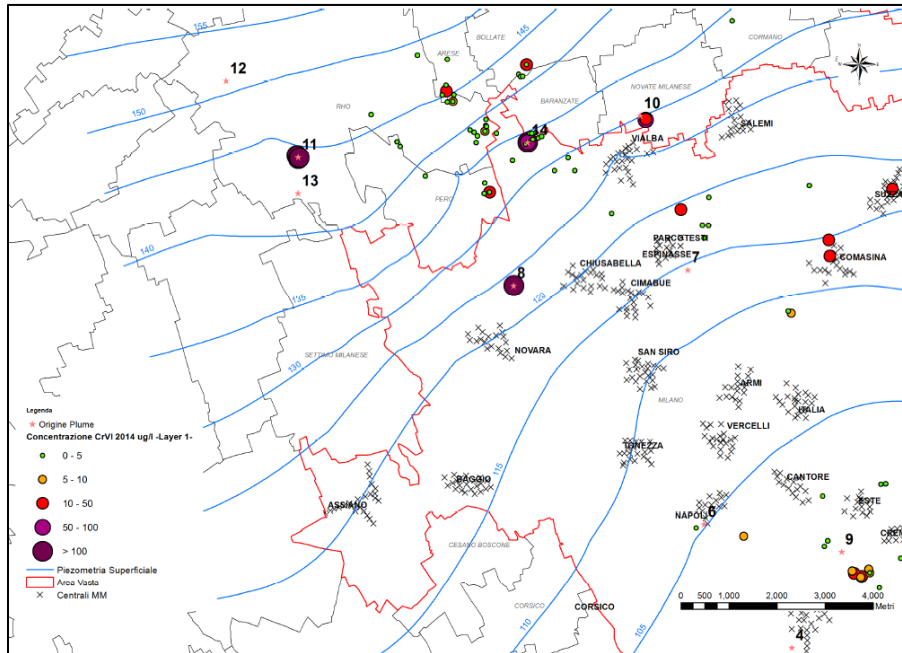 155
BOLLATE
145
CORMANO
ARESE
12
150
RHO
NOVATE MILANESE
BARANZATE
10
SALEMI
14
VIALBA
11
13
PERO
PARCO TESTI
ESPINASSE
7
COMASINA
140
8
CHIUSABELLA
CIMABUE
120
135
NOVARA
SAN SIRO
SETTIMO MILANESE
130
ARMI
MILANO
ITALIA
VERCELLI
Legenda
Origine Plume
Concentrazione CrVI 2014 ug/l -Layer 1-
0 - 5
5 - 10
10 - 50
50 - 100
> 100
Piezometria Superficiale
Area Vasta
Centrali MM
TONEZZA
115
BAGGIO
ASSIANO
CANTORE
ESTE
NAPOLI
6
CREM
9
CESANO BOSCONE
CORSICO
CORSICO
110
105
0 500 1,000 2,000 3,000 4,000
Metri
4